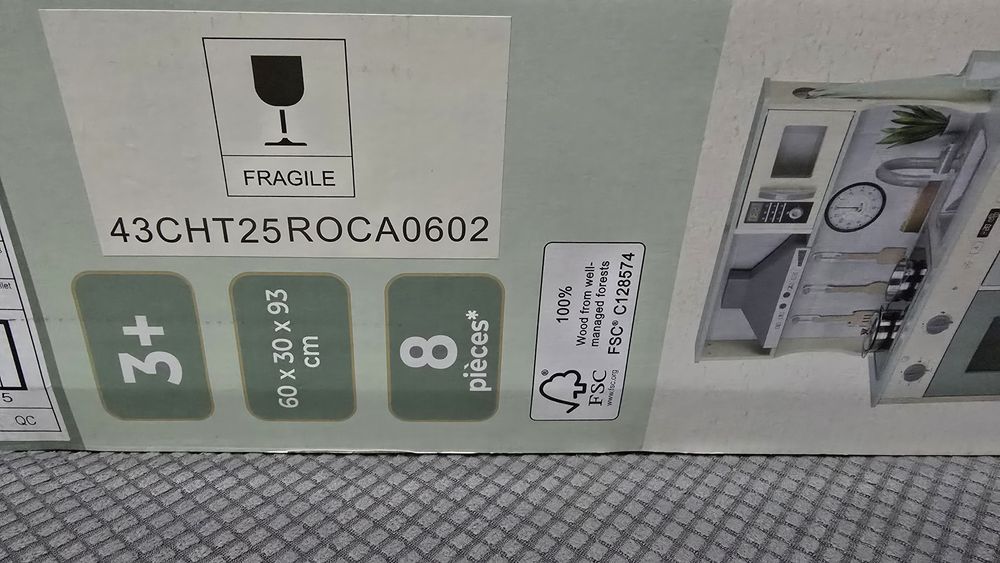 FRAGILE
43CHT25ROCA0602
3+
60 x 30 x 93
cm
8
pièces*
100%
Wood from well-
managed forests
FSC® C128574
®
FSC
www.fsc.org
5
QC